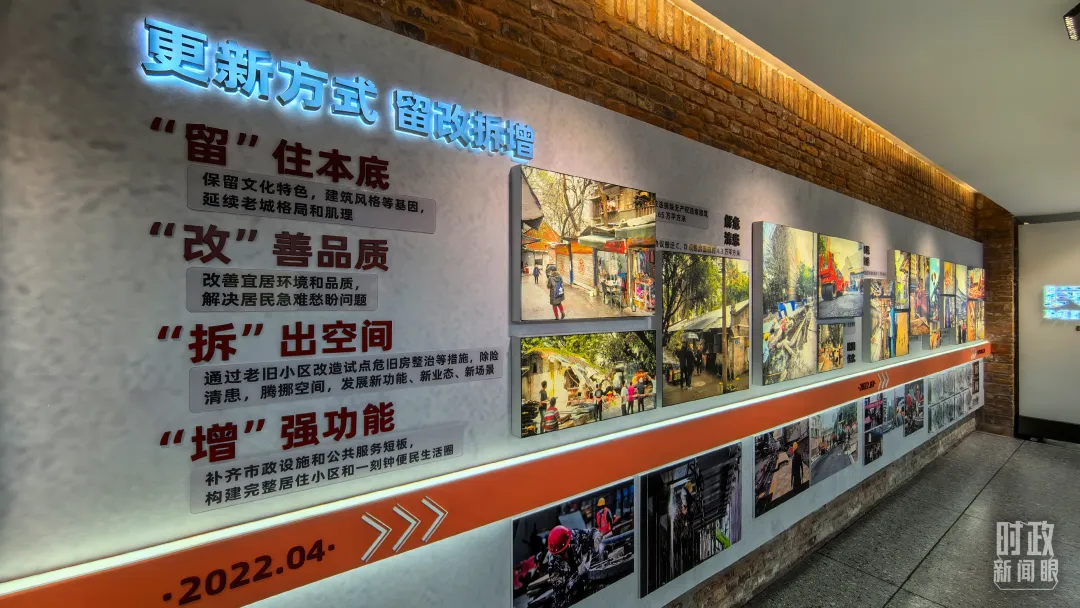 更新方式 留改拆增
“留”住本底
保留文化特色，建筑风格等基因，
延续老城格局和肌理
“改”善品质
改善宜居环境和品质，
解决居民急难愁盼问题
“拆”出空间
通过老旧小区改造试点危旧房整治等措施，除险
清患，腾挪空间，发展新功能、新业态、新场景
“增”强功能
补齐市政设施和公共服务短板，
构建完整居住小区和一刻钟便民生活圈
·2022.04·
时政
新闻眼